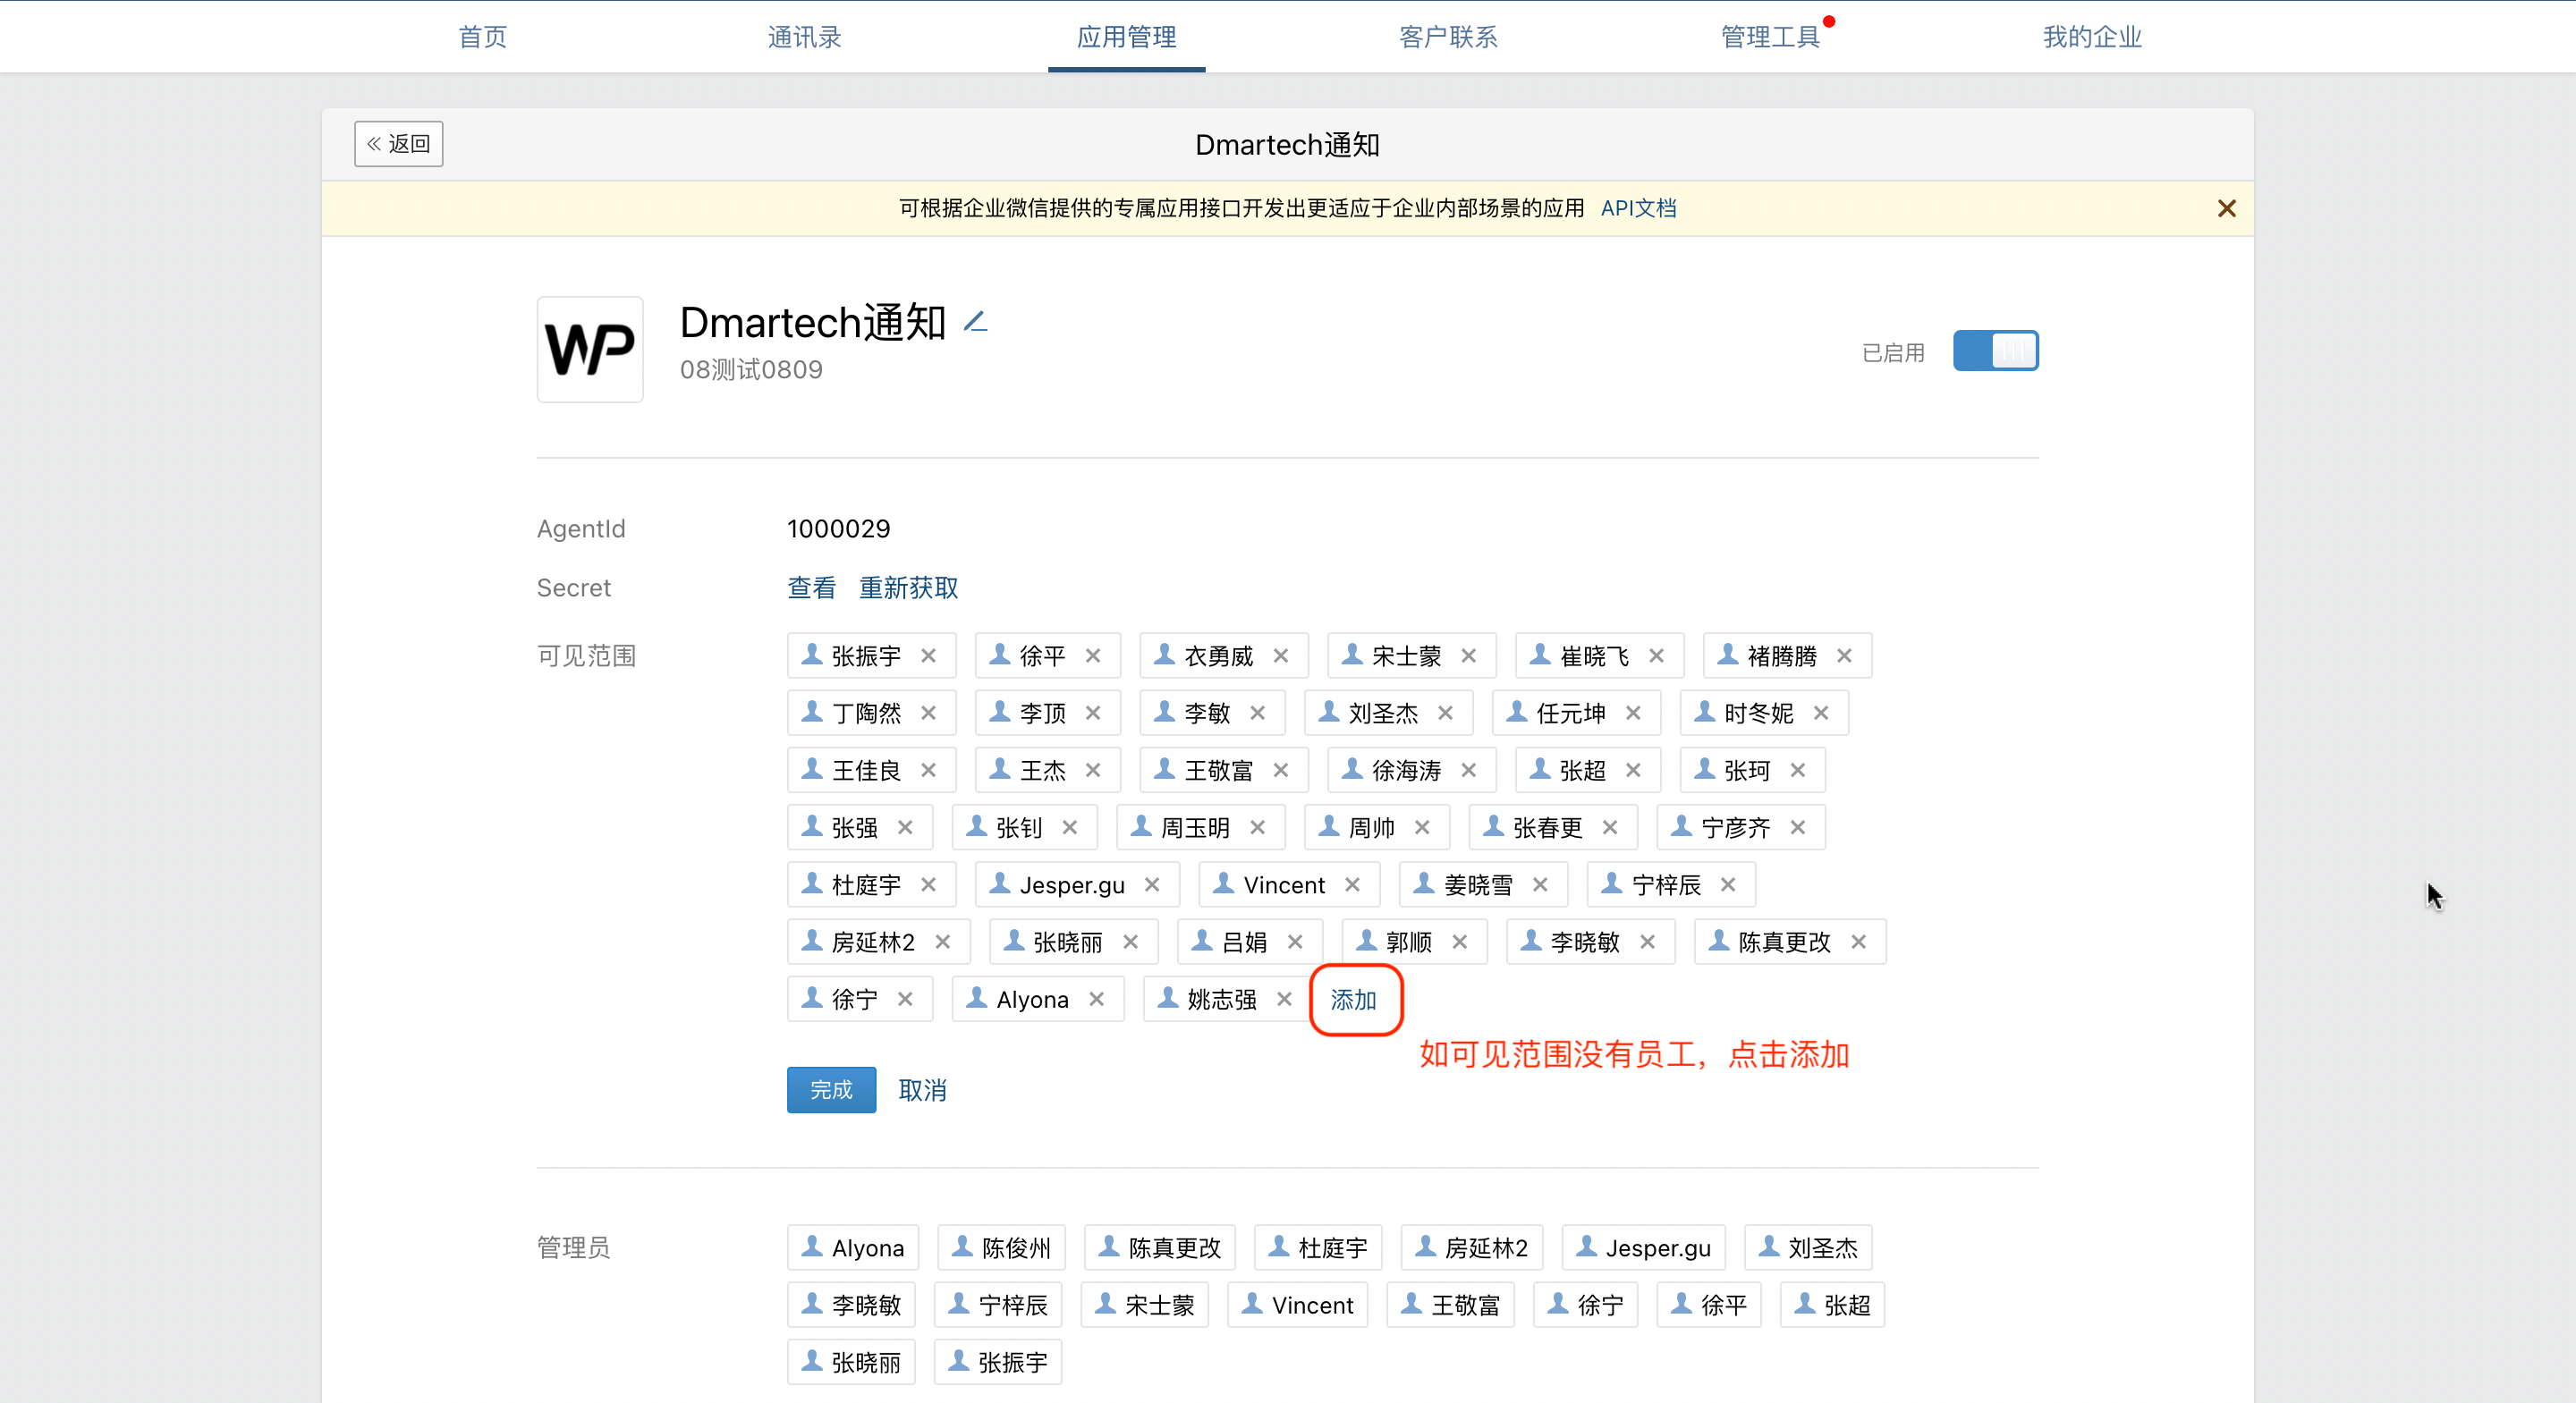 首页 通讯录 应用管理 客户联系 管理工具 我的企业
« 返回 Dmartech通知
可根据企业微信提供的专属应用接口开发出更适应于企业内部场景的应用 API文档
WP
Dmartech通知
08测试0809
已启用
AgentId 1000029
Secret 查看 重新获取
可见范围 张振宇 徐平 衣勇威 宋士蒙 崔晓飞 褚腾腾
丁陶然 李顶 李敏 刘圣杰 任元坤 时冬妮
王佳良 王杰 王敬富 徐海涛 张超 张珂
张强 张钊 周玉明 周帅 张春更 宁彦齐
杜庭宇 Jesper.gu Vincent 姜晓雪 宁梓辰
房延林2 张晓丽 吕娟 郭顺 李晓敏 陈真更改
徐宁 Alyona 姚志强 添加
如可见范围没有员工，点击添加
完成 取消
管理员 Alyona 陈俊州 陈真更改 杜庭宇 房延林2 Jesper.gu 刘圣杰
李晓敏 宁梓辰 宋士蒙 Vincent 王敬富 徐宁 徐平 张超
张晓丽 张振宇